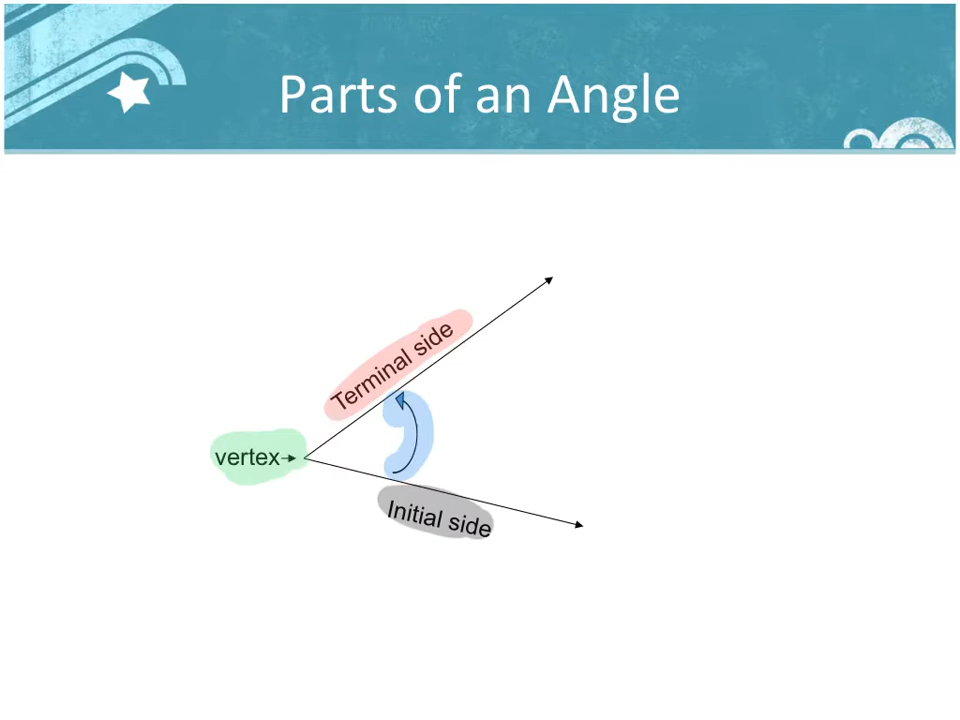 Parts of an Angle
Terminal side
vertex
Initial side